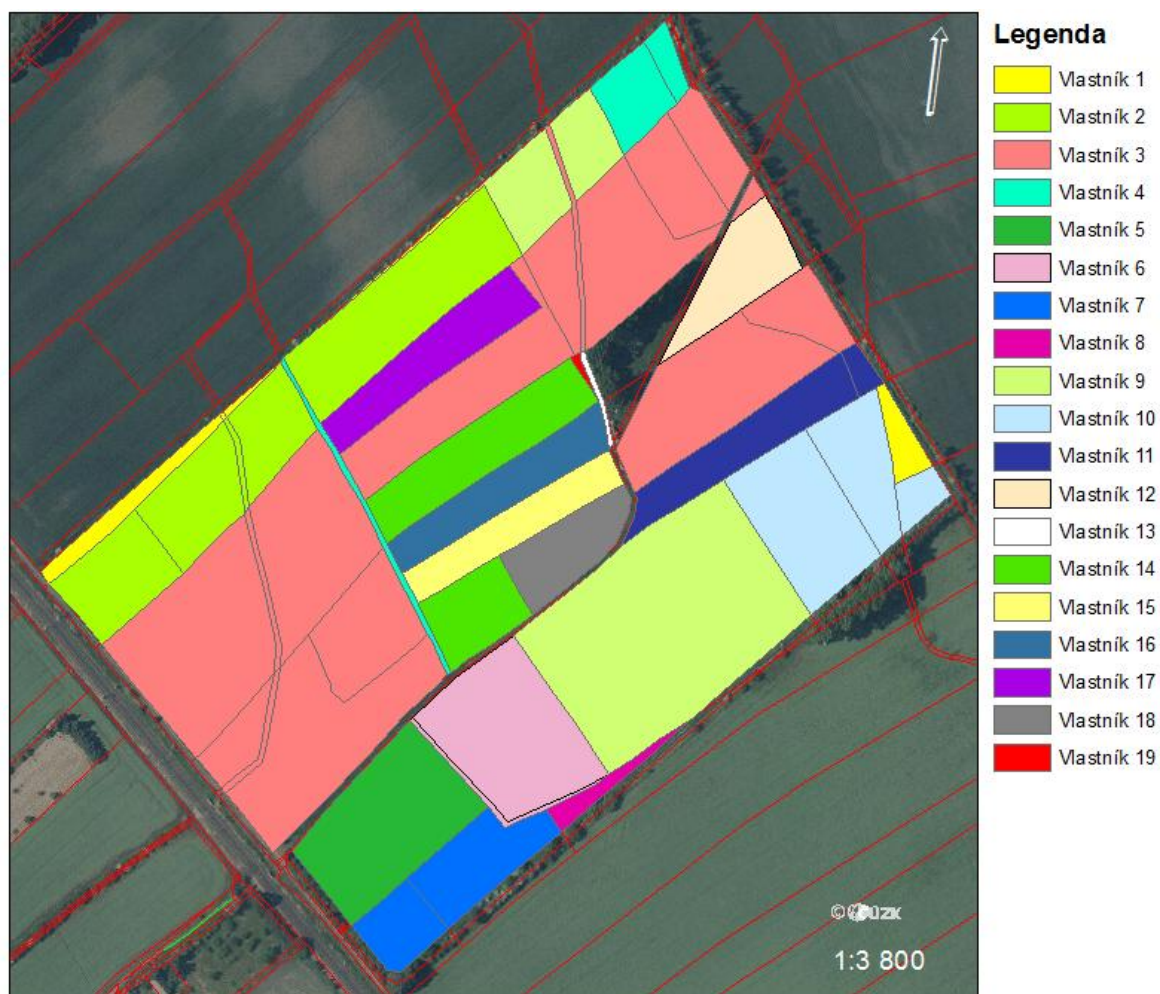 Legenda
Vlastník 1
Vlastník 2
Vlastník 3
Vlastník 4
Vlastník 5
Vlastník 6
Vlastník 7
Vlastník 8
Vlastník 9
Vlastník 10
Vlastník 11
Vlastník 12
Vlastník 13
Vlastník 14
Vlastník 15
Vlastník 16
Vlastník 17
Vlastník 18
Vlastník 19
1:3 800